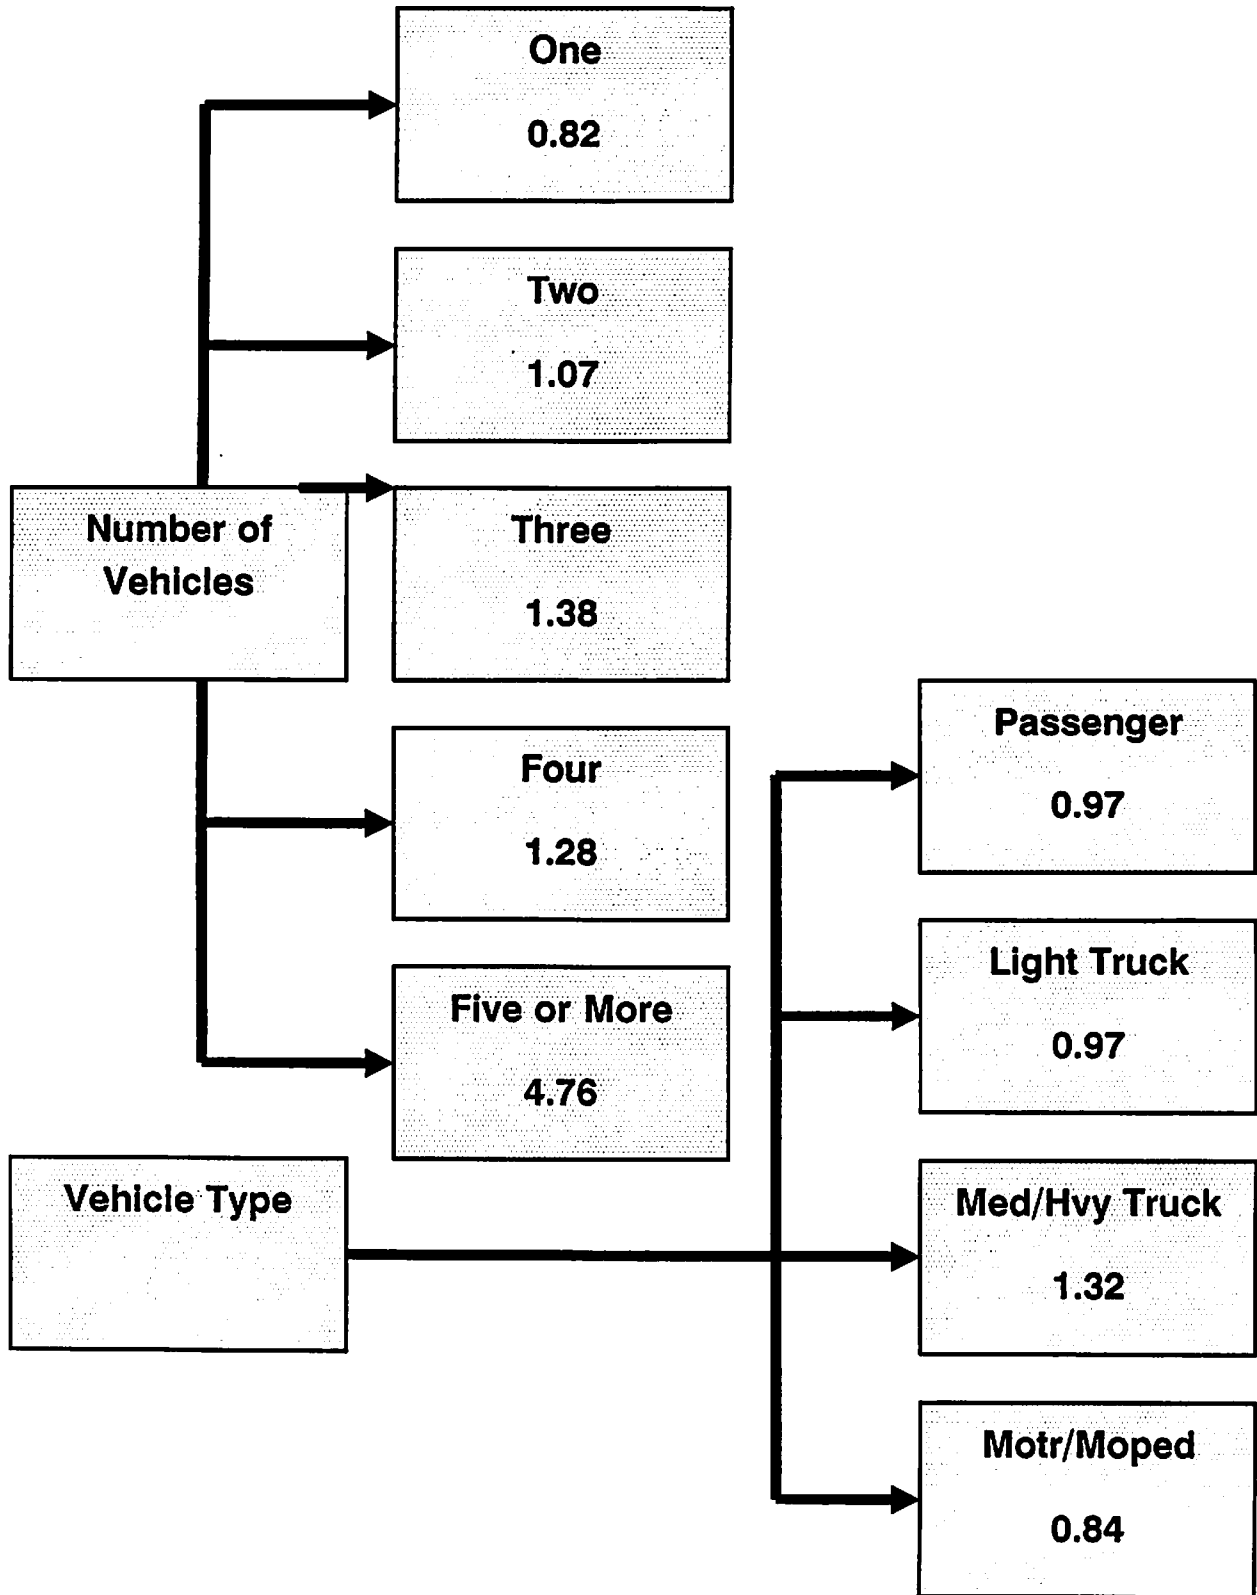 One
0.82
Two
1.07
Number of
Vehicles
Three
1.38
Four
1.28
Five or More
4.76
Vehicle Type
Passenger
0.97
Light Truck
0.97
Med/Hvy Truck
1.32
Motr/Moped
0.84